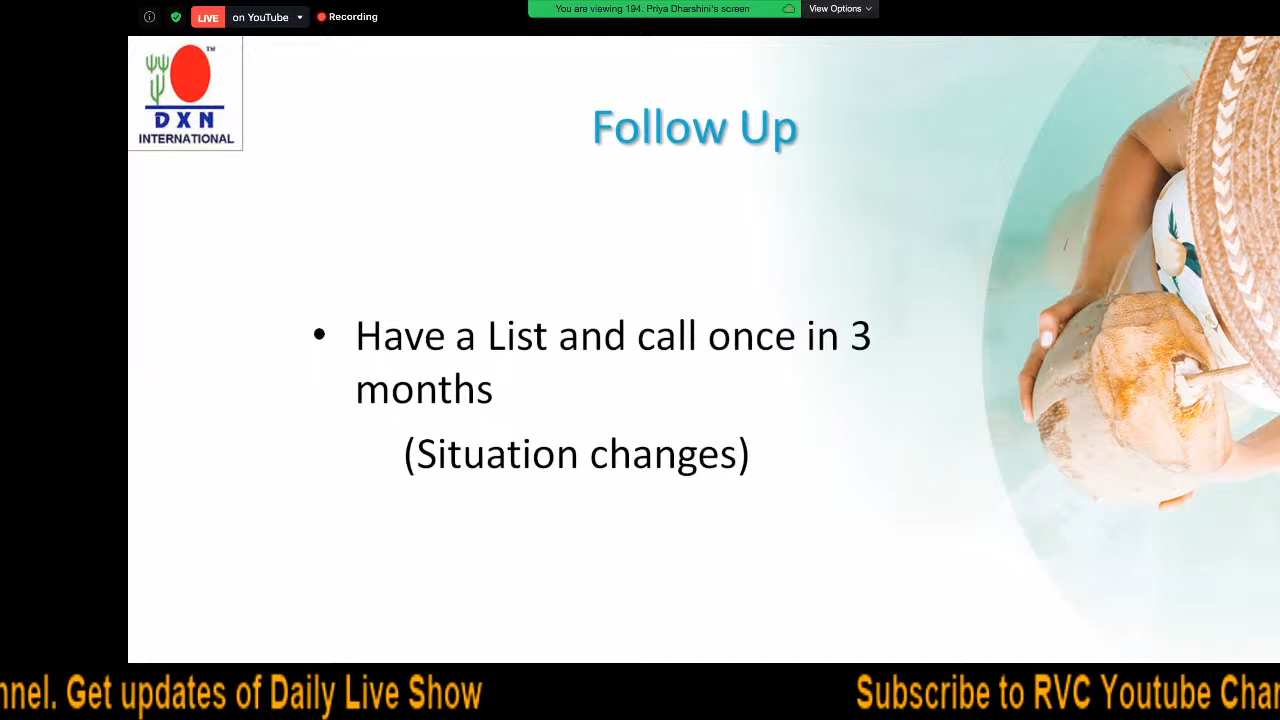 LIVE on YouTube Recording
You are viewing 194. Priya Dharshini's screen View Options
TM
DXN
INTERNATIONAL
Follow Up
• Have a List and call once in 3
months
(Situation changes)
nnel. Get updates of Daily Live Show Subscribe to RVC Youtube Chan